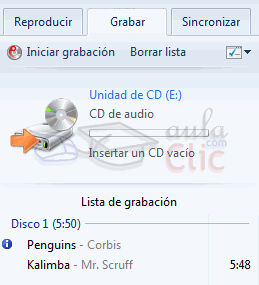 Reproducir Grabar Sincronizar
Iniciar grabación Borrar lista
Unidad de CD (E:)
CD de audio
aula
.com
Clic
Insertar un CD vacío
Lista de grabación
Disco 1 (5:50)
Penguins - Corbis
Kalimba - Mr. Scruff 5:48